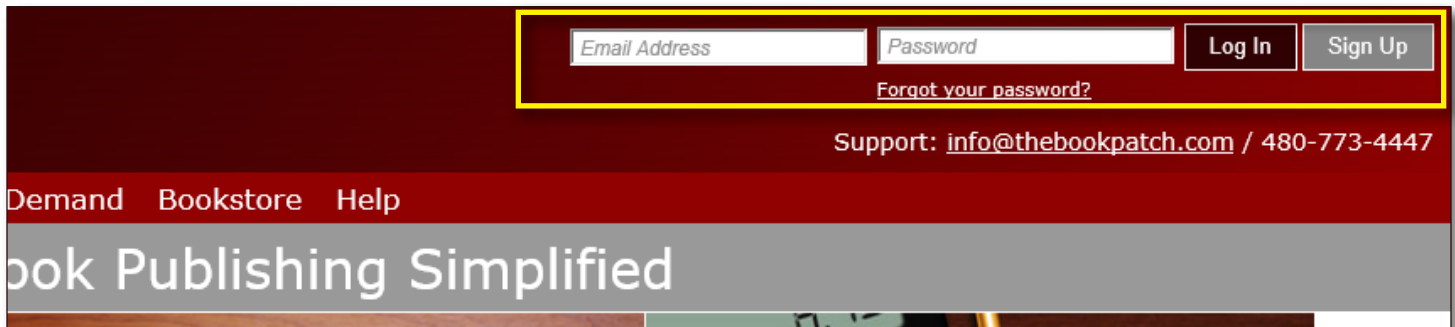 Email Address Password Log In Sign Up
Forgot your password?
Support: info@thebookpatch.com / 480-773-4447
Demand Bookstore Help
ook Publishing Simplified